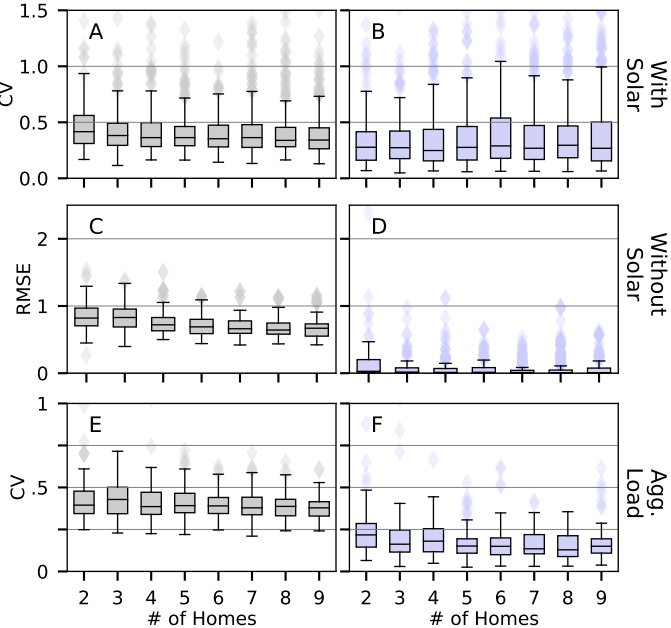 1.5
1.0
0.5
0.0
CV
A
B
With
Solar
2
1
0
RMSE
C
D
Without
Solar
1
.5
0
CV
E
F
Agg.
Load
2 3 4 5 6 7 8 9
2 3 4 5 6 7 8 9
# of Homes
# of Homes